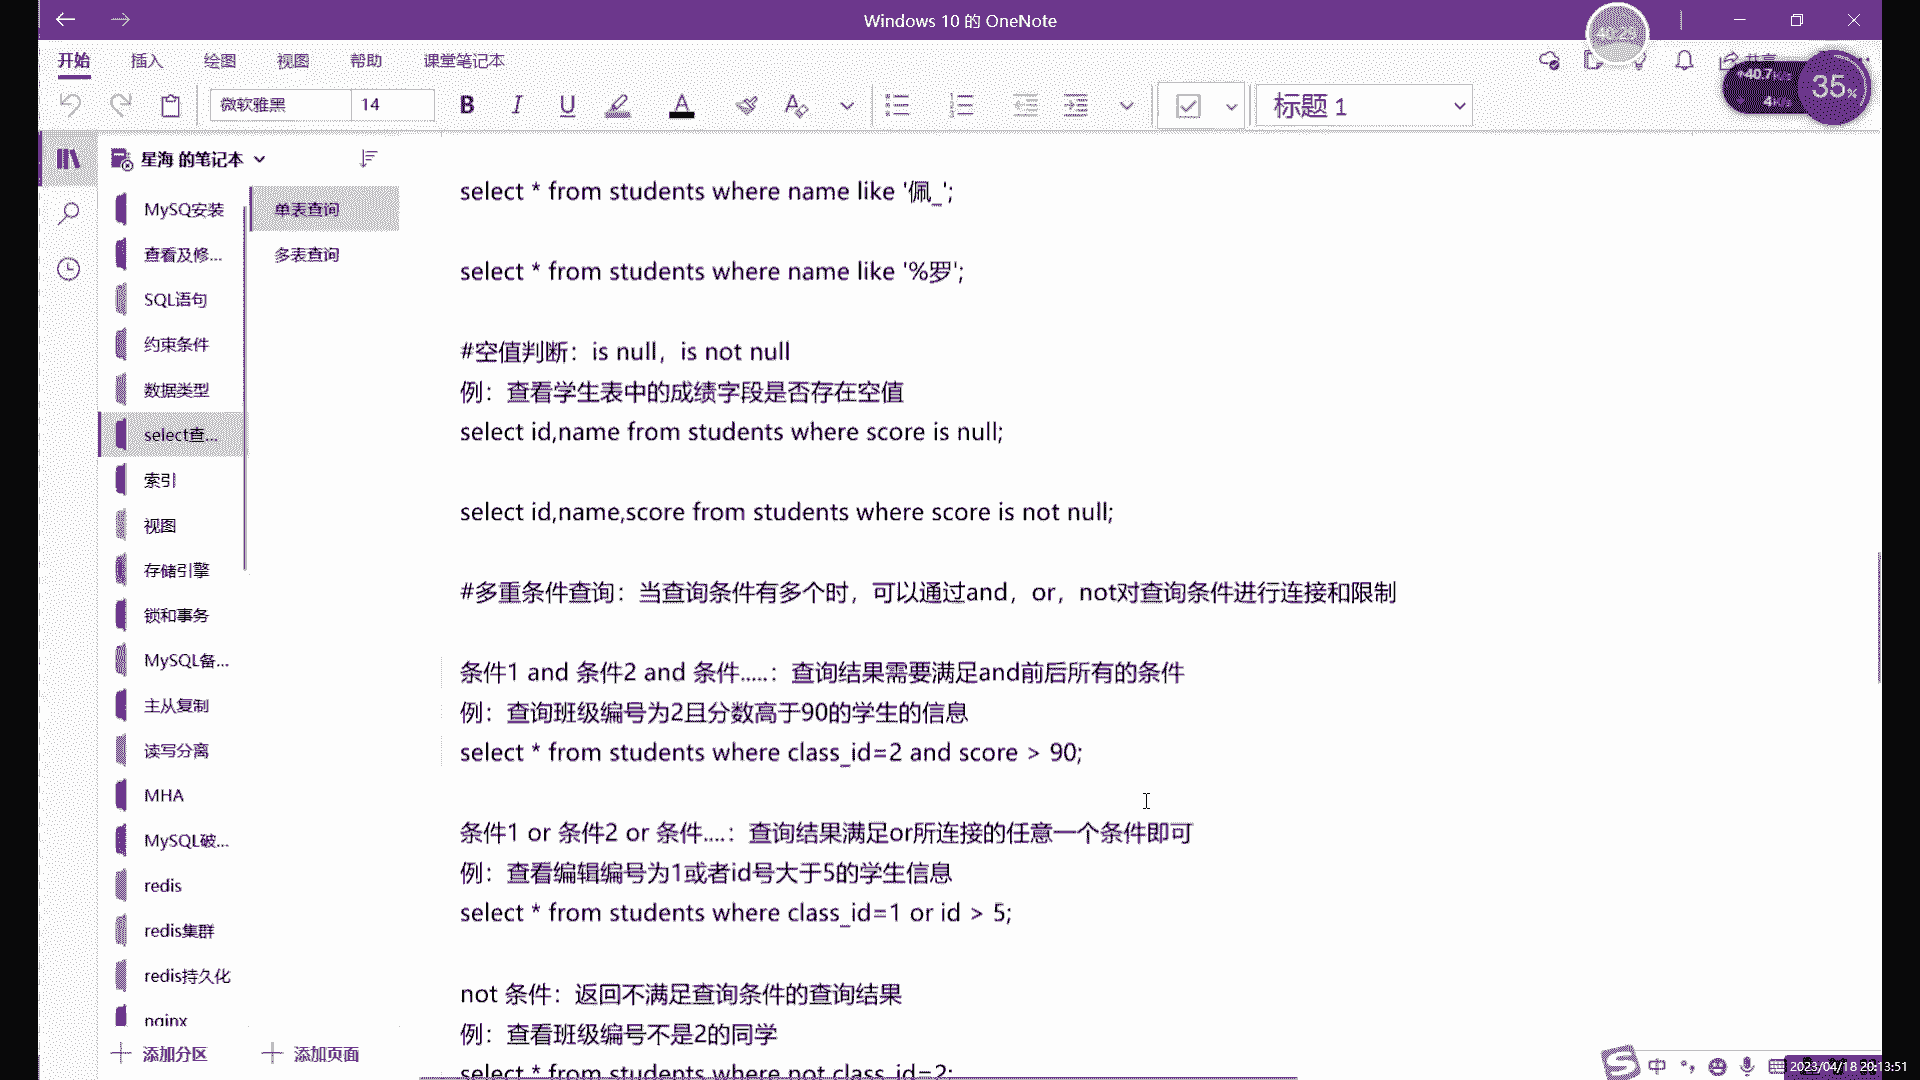 Windows 10 的 OneNote
开始 插入 绘图 视图 帮助 课堂笔记本
共享
微软雅黑 14 B I U A 标题 1
40.7
4
35%
星海 的笔记本
MySQ安装
查看及修...
SQL语句
约束条件
数据类型
select查...
索引
视图
存储引擎
锁和事务
MySQL备...
主从复制
读写分离
MHA
MySQL破...
redis
redis集群
redis持久化
nginx
添加分区
单表查询
多表查询
添加页面
select * from students where name like '佩_';
select * from students where name like '%罗';
#空值判断：is null，is not null
例：查看学生表中的成绩字段是否存在空值
select id,name from students where score is null;
select id,name,score from students where score is not null;
#多重条件查询：当查询条件有多个时，可以通过and，or，not对查询条件进行连接和限制
条件1 and 条件2 and 条件.....：查询结果需要满足and前后所有的条件
例：查询班级编号为2且分数高于90的学生的信息
select * from students where class_id=2 and score > 90;
条件1 or 条件2 or 条件....：查询结果满足or所连接的任意一个条件即可
例：查看编辑编号为1或者id号大于5的学生信息
select * from students where class_id=1 or id > 5;
not 条件：返回不满足查询条件的查询结果
例：查看班级编号不是2的同学
select * from students where not class_id=2;
中
2023/04/18 20:13:51